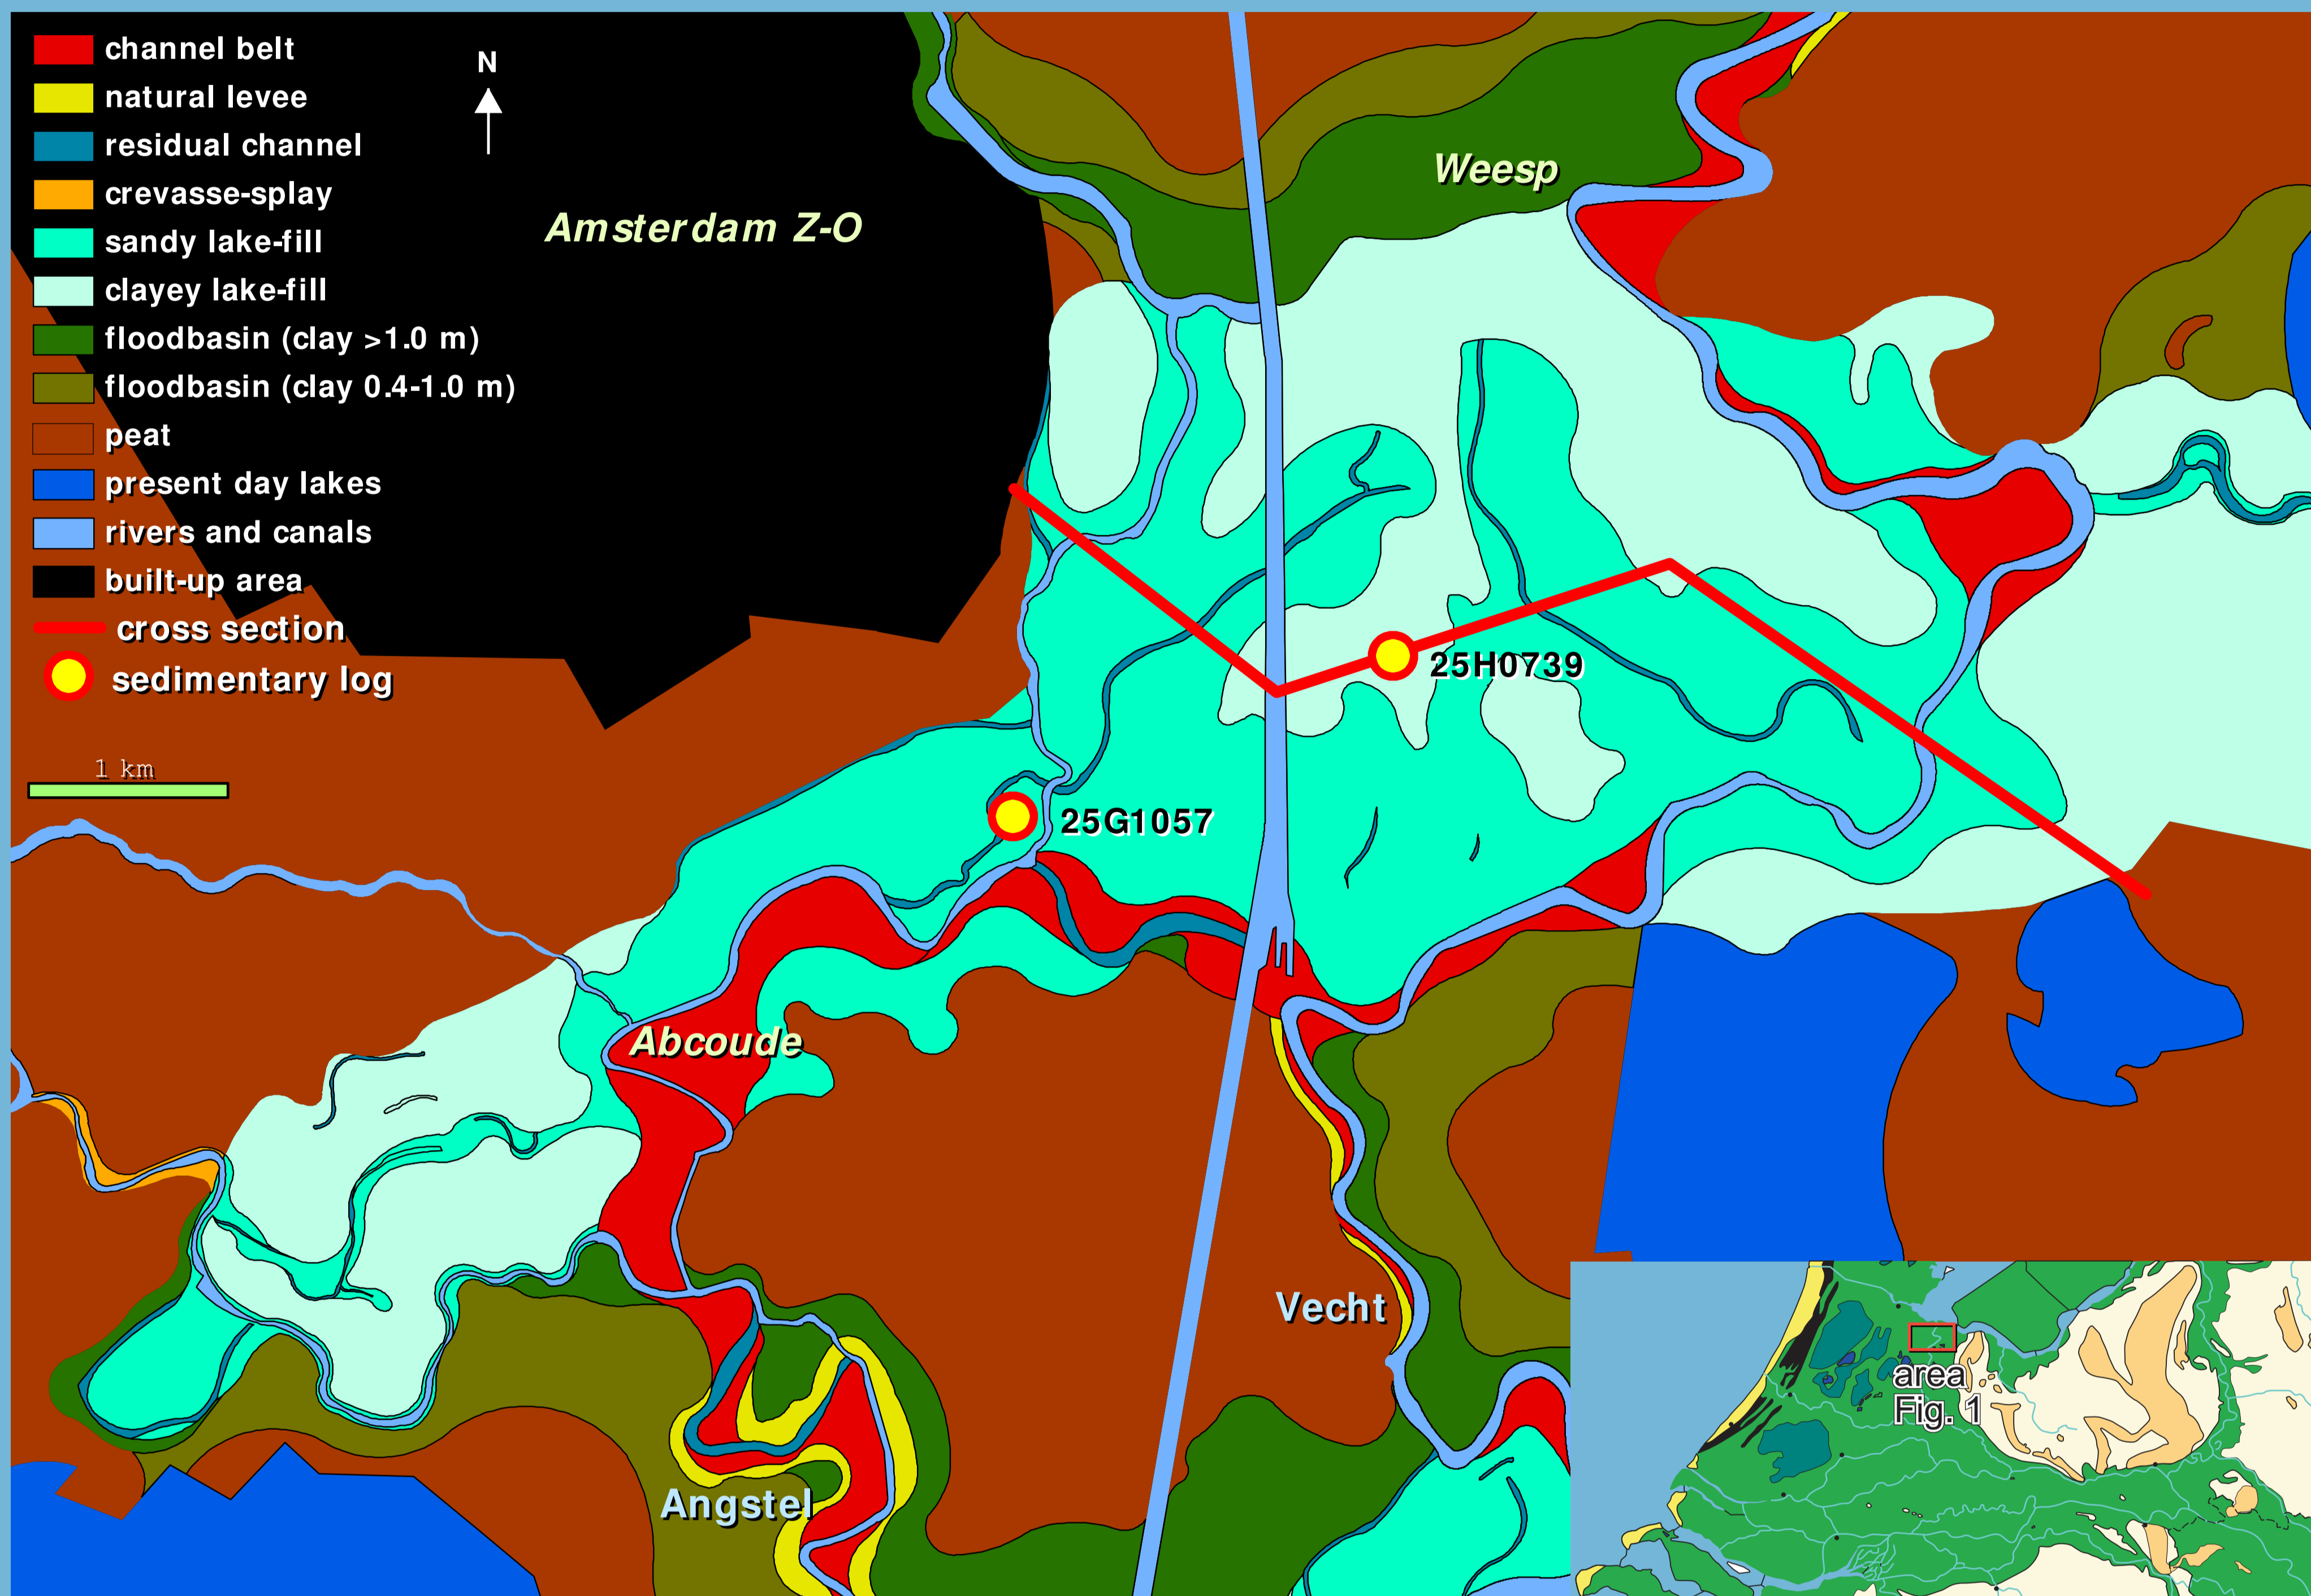 channel belt
natural levee
residual channel
crevasse-splay
sandy lake-fill
clayey lake-fill
floodbasin (clay >1.0 m)
floodbasin (clay 0.4-1.0 m)
peat
present day lakes
rivers and canals
built-up area
cross section
sedimentary log
1 km
N
Amsterdam Z-O
Weesp
25H0739
25G1057
Abcoude
Vecht
Angstel
area
Fig. 1